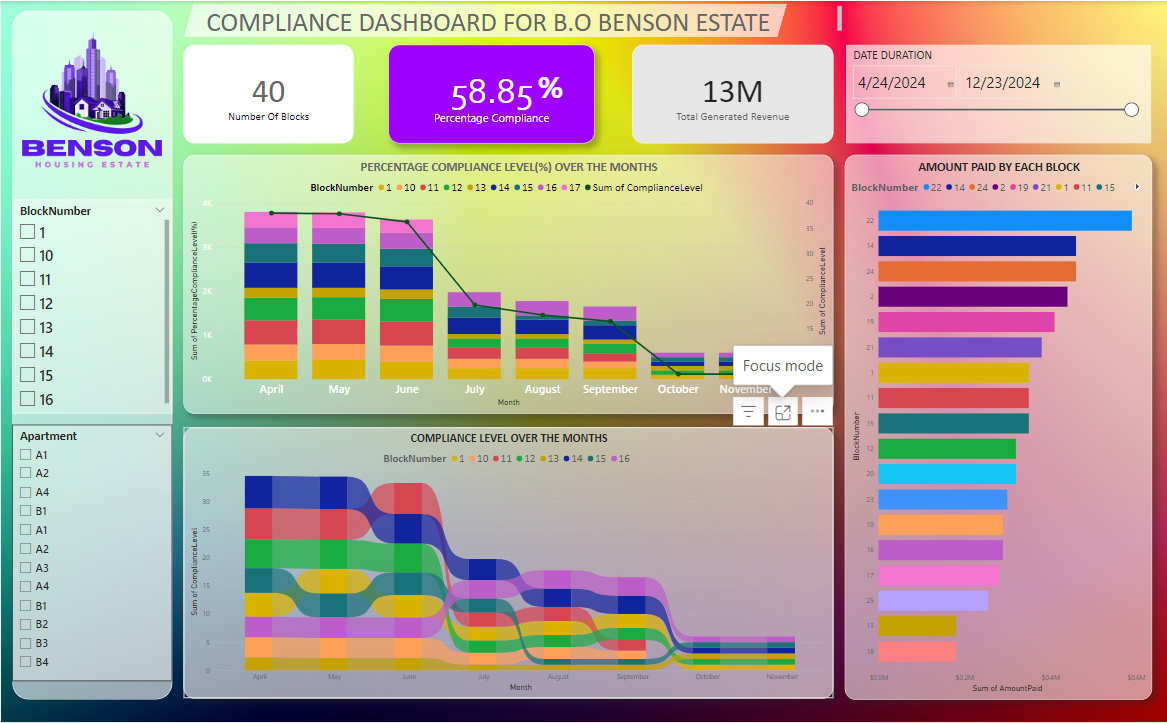 COMPLIANCE DASHBOARD FOR B.O BENSON ESTATE
BENSON
HOUSING ESTATE
40
Number Of Blocks
58.85 %
Percentage Compliance
13M
Total Generated Revenue
DATE DURATION
4/24/2024
12/23/2024
BlockNumber
1
10
11
12
13
14
15
16
Apartment
A1
A2
A4
B1
A1
A2
A3
A4
B1
B2
B3
B4
PERCENTAGE COMPLIANCE LEVEL(%) OVER THE MONTHS
BlockNumber 1 10 11 12 13 14 15 16 17 Sum of ComplianceLevel
Sum of PercentageComplianceLevel(%)
4K
3K
2K
1K
0K
40
35
30
25
20
15
Sum of ComplianceLevel
April May June July August September October November
Month
Focus mode
COMPLIANCE LEVEL OVER THE MONTHS
BlockNumber 1 10 11 12 13 14 15 16
Sum of ComplianceLevel
35
30
25
20
15
10
5
0
April May June July August September October November
Month
AMOUNT PAID BY EACH BLOCK
BlockNumber 22 14 24 2 19 21 1 11 15
BlockNumber
22
14
24
2
19
21
1
11
15
12
20
23
10
16
17
25
13
18
$0.0M $0.2M $0.4M $0.6M
Sum of AmountPaid